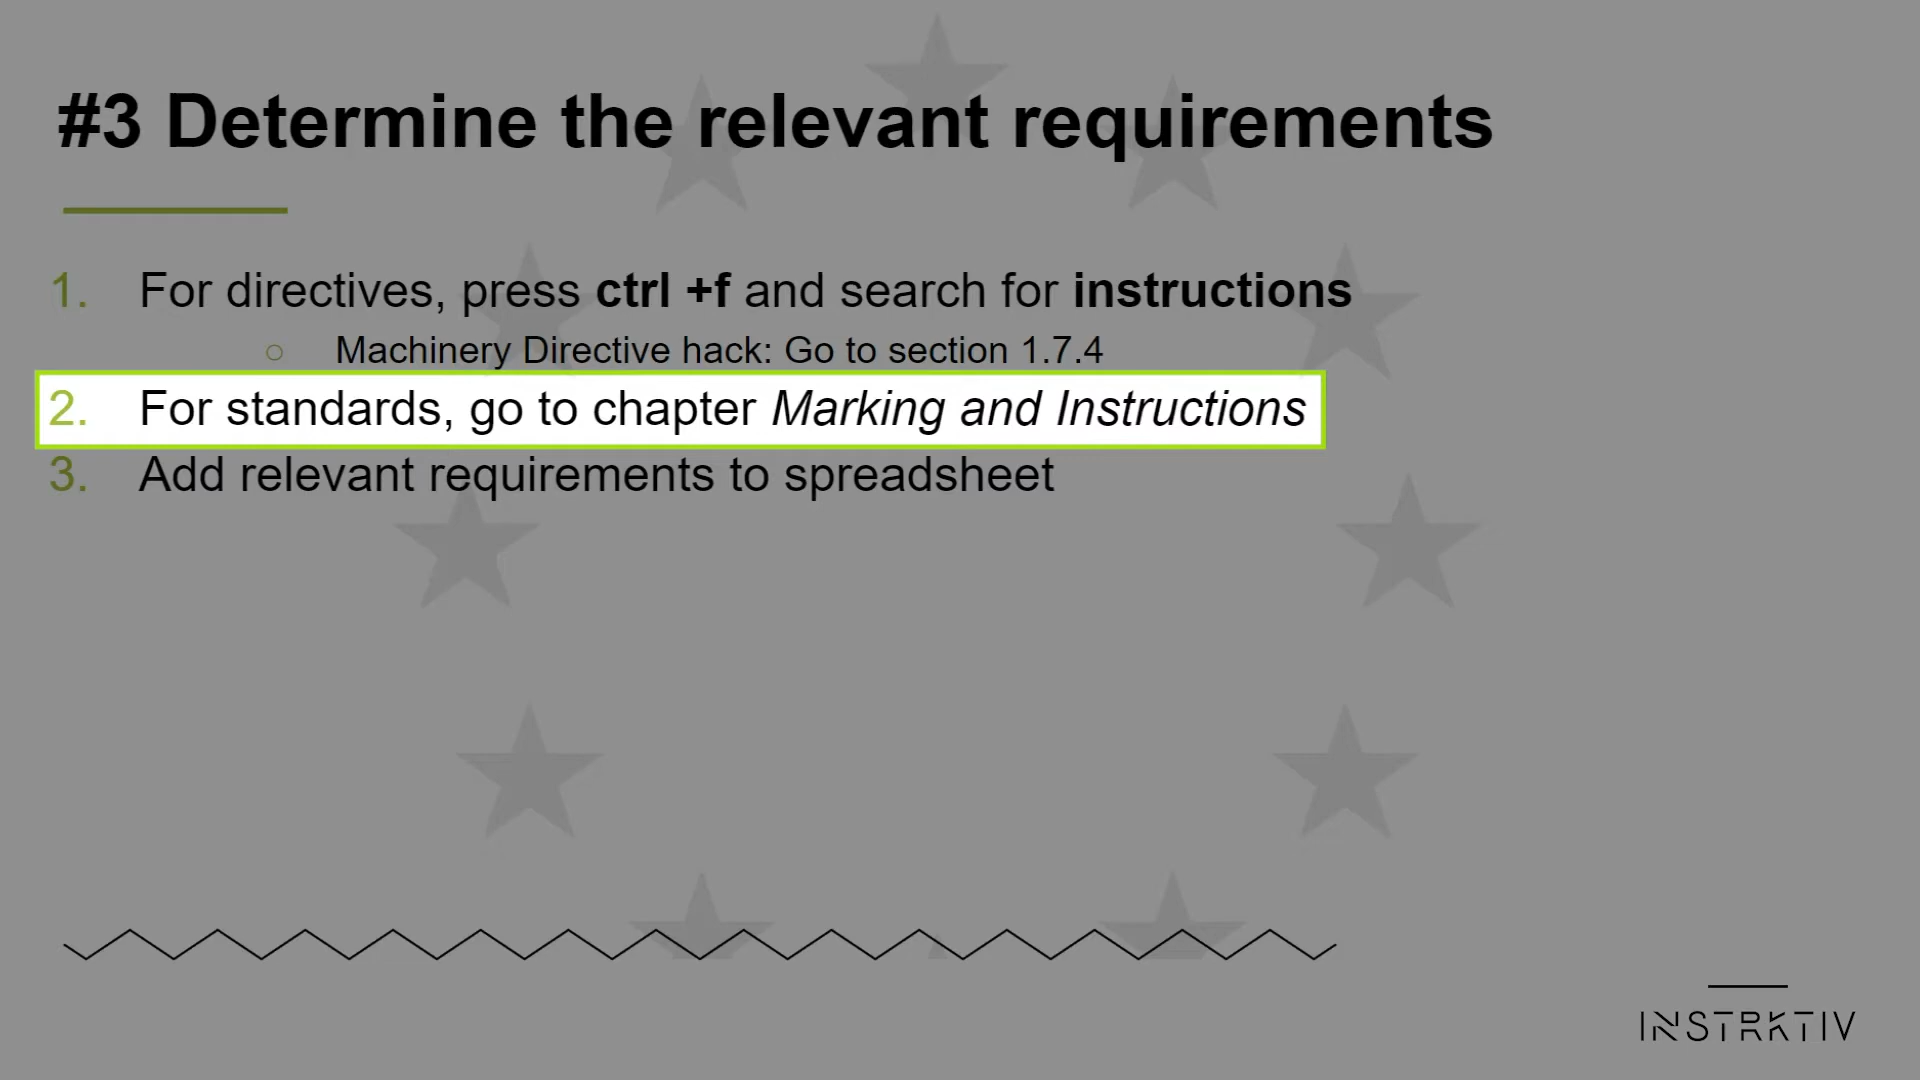 #3 Determine the relevant requirements
1. For directives, press ctrl +f and search for instructions
○ Machinery Directive hack: Go to section 1.7.4
2. For standards, go to chapter Marking and Instructions
3. Add relevant requirements to spreadsheet
INSTRKTIV